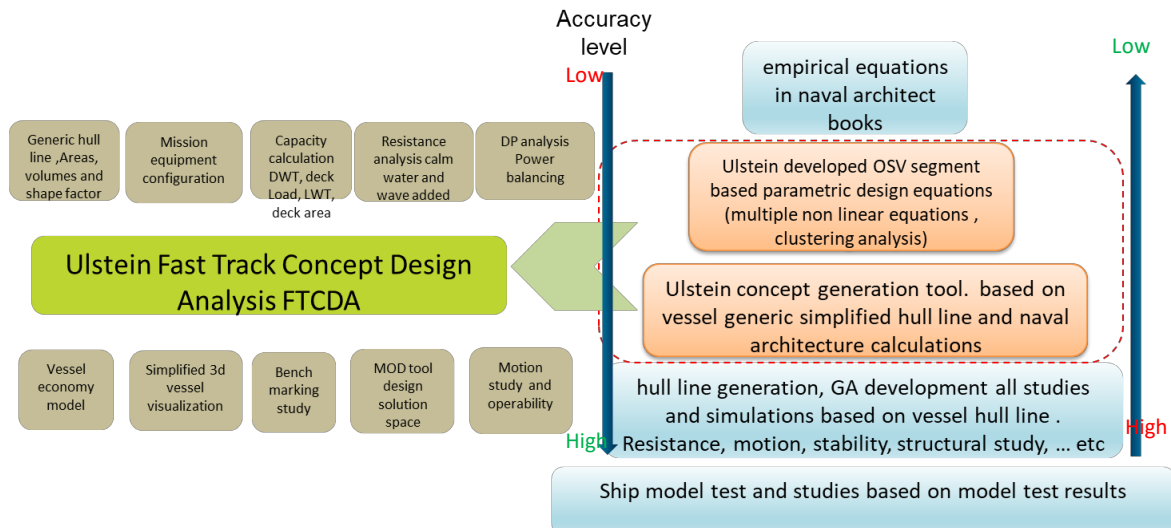 Accuracy
level
Low
Low
empirical equations
in naval architect
books
Generic hull
line ,Areas,
volumes and
shape factor
Mission
equipment
configuration
Capacity
calculation
DWT, deck
Load, LWT,
deck area
Resistance
analysis calm
water and
wave added
DP analysis
Power
balancing
Ulstein developed OSV segment
based parametric design equations
(multiple non linear equations ,
clustering analysis)
Ulstein Fast Track Concept Design
Analysis FTCDA
Ulstein concept generation tool.  based on
vessel generic simplified hull line and naval
architecture calculations
Vessel
economy
model
Simplified 3d
vessel
visualization
Bench
marking
study
MOD tool
design
solution
space
Motion
study and
operability
hull line generation, GA development all studies
and simulations based on vessel hull line .
Resistance, motion, stability, structural study, ... etc
High
High
Ship model test and studies based on model test results